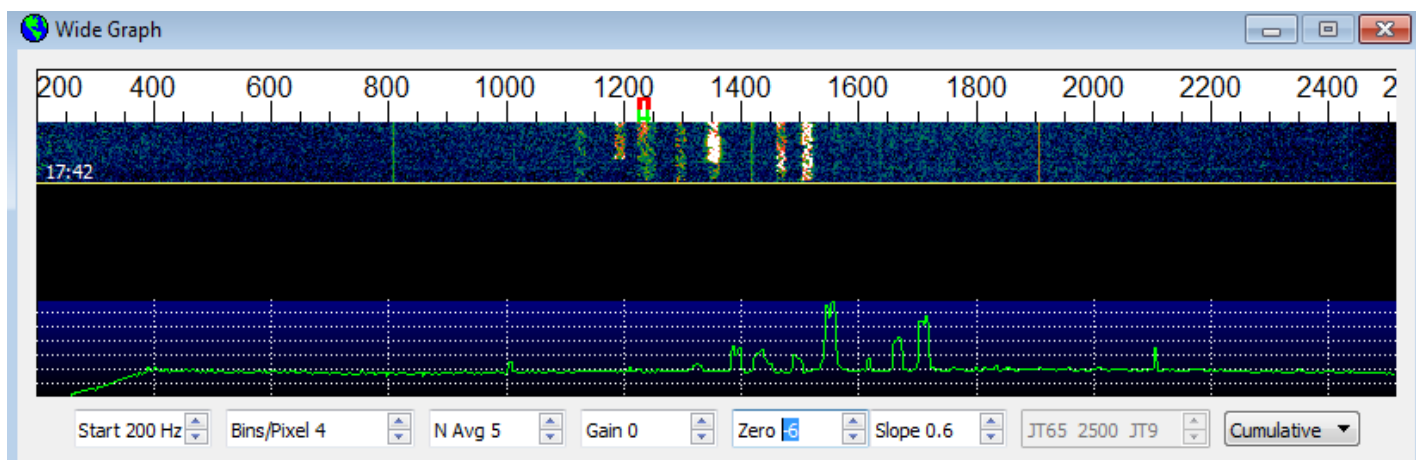 Wide Graph
200 400 600 800 1000 1200 1400 1600 1800 2000 2200 2400 2
17:42
Start 200 Hz Bins/Pixel 4 N Avg 5 Gain 0 Zero -6 Slope 0.6 JT65 2500 JT9 Cumulative